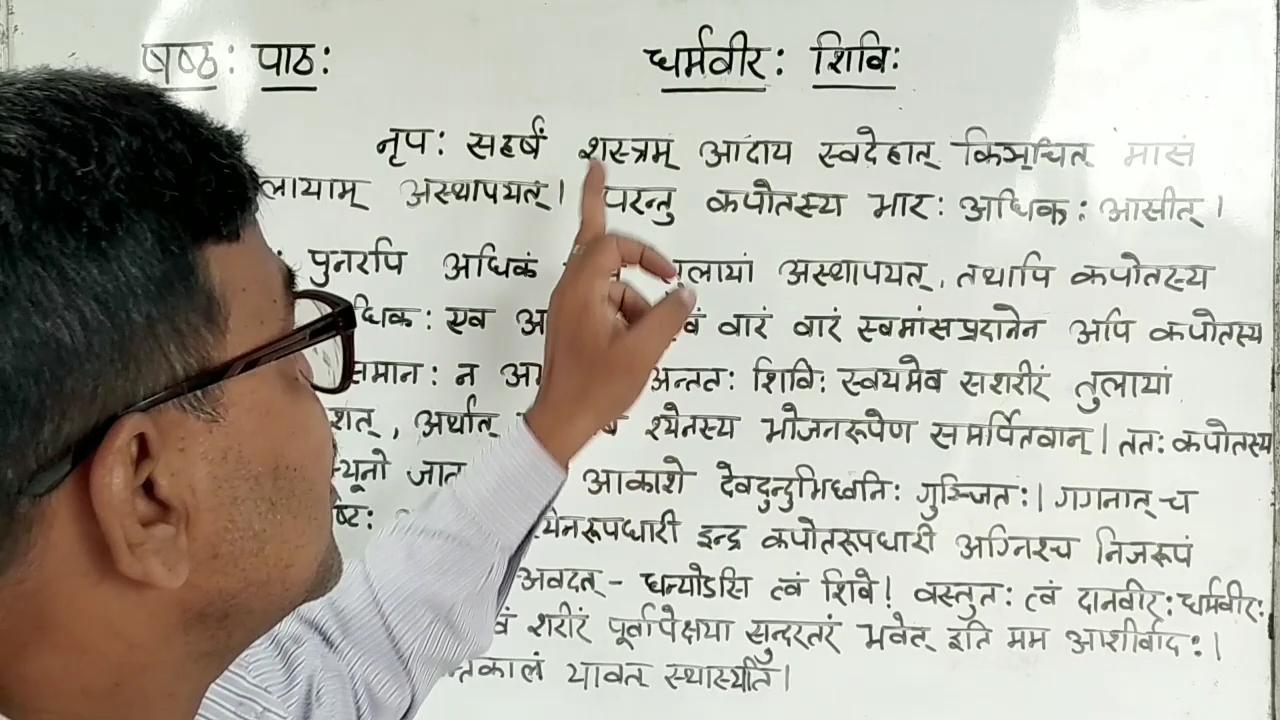 षष्ठः पाठः धर्मवीरः शिविः
नृपः सहर्षं शस्त्रम् आदाय स्वदेहात् किञ्चित् मासं
लायाम् अस्थापयत्। परन्तु कपोतस्य भारः अधिकः आसीत्।
पुनरपि अधिकं तुलायां अस्थापयत्, तथापि कपोतस्य
धिकः एव वारं वारं स्वमांसप्रदानेन अपि कपोतस्य
समानः न अन्ततः शिविः स्वयमेव सशरीरं तुलायां
शत्, अर्थात् श्येनस्य भोजनरूपेण समर्पितवान्। ततः कपोतस्य
न्यूनो आकाशे देवदुन्दुभिध्वनिः गुञ्जितः। गगनात् च
ष्टः येनरूपधारी इन्द्र कपोतरूपधारी अग्निश्च निजरूपं
अवदत् - धन्योऽसि त्वं शिवे! वस्तुतः त्वं दानवीरः धर्मवीरः
वं शरीरं पूर्वापेक्षया सुन्दरतरं भवेत् इति मम आशीर्वादः।
न्तकालं यावत् स्थास्यति।